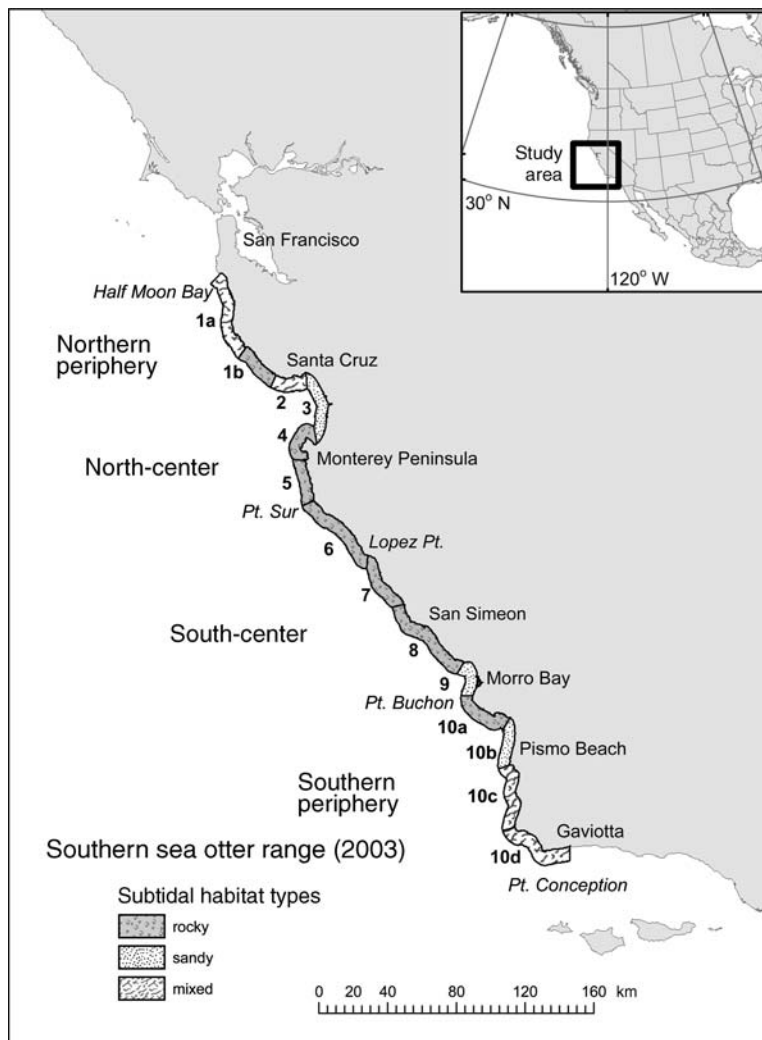 Study
area
30° N
120° W
San Francisco
Half Moon Bay
1a
Northern
periphery
1b
Santa Cruz
2
3
4
Monterey Peninsula
North-center
5
Pt. Sur
6
Lopez Pt.
7
San Simeon
South-center
8
9
Morro Bay
Pt. Buchon
10a
10b
Pismo Beach
Southern
periphery
10c
Gaviotta
Southern sea otter range (2003)
10d
Pt. Conception
Subtidal habitat types
rocky
sandy
mixed
0 20 40 80 120 160 km